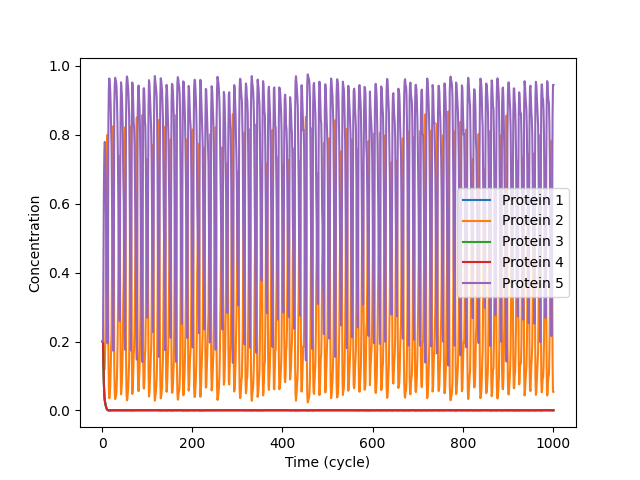 1.0
0.8
0.6
0.4
0.2
0.0
Concentration
Protein 1
Protein 2
Protein 3
Protein 4
Protein 5
0 200 400 600 800 1000
Time (cycle)